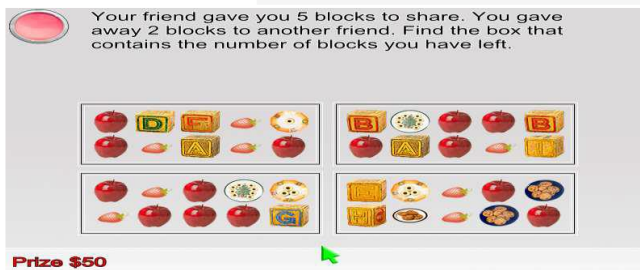 Your friend gave you 5 blocks to share. You gave
away 2 blocks to another friend. Find the box that
contains the number of blocks you have left.
D
A
B
B
A
G
Prize $50